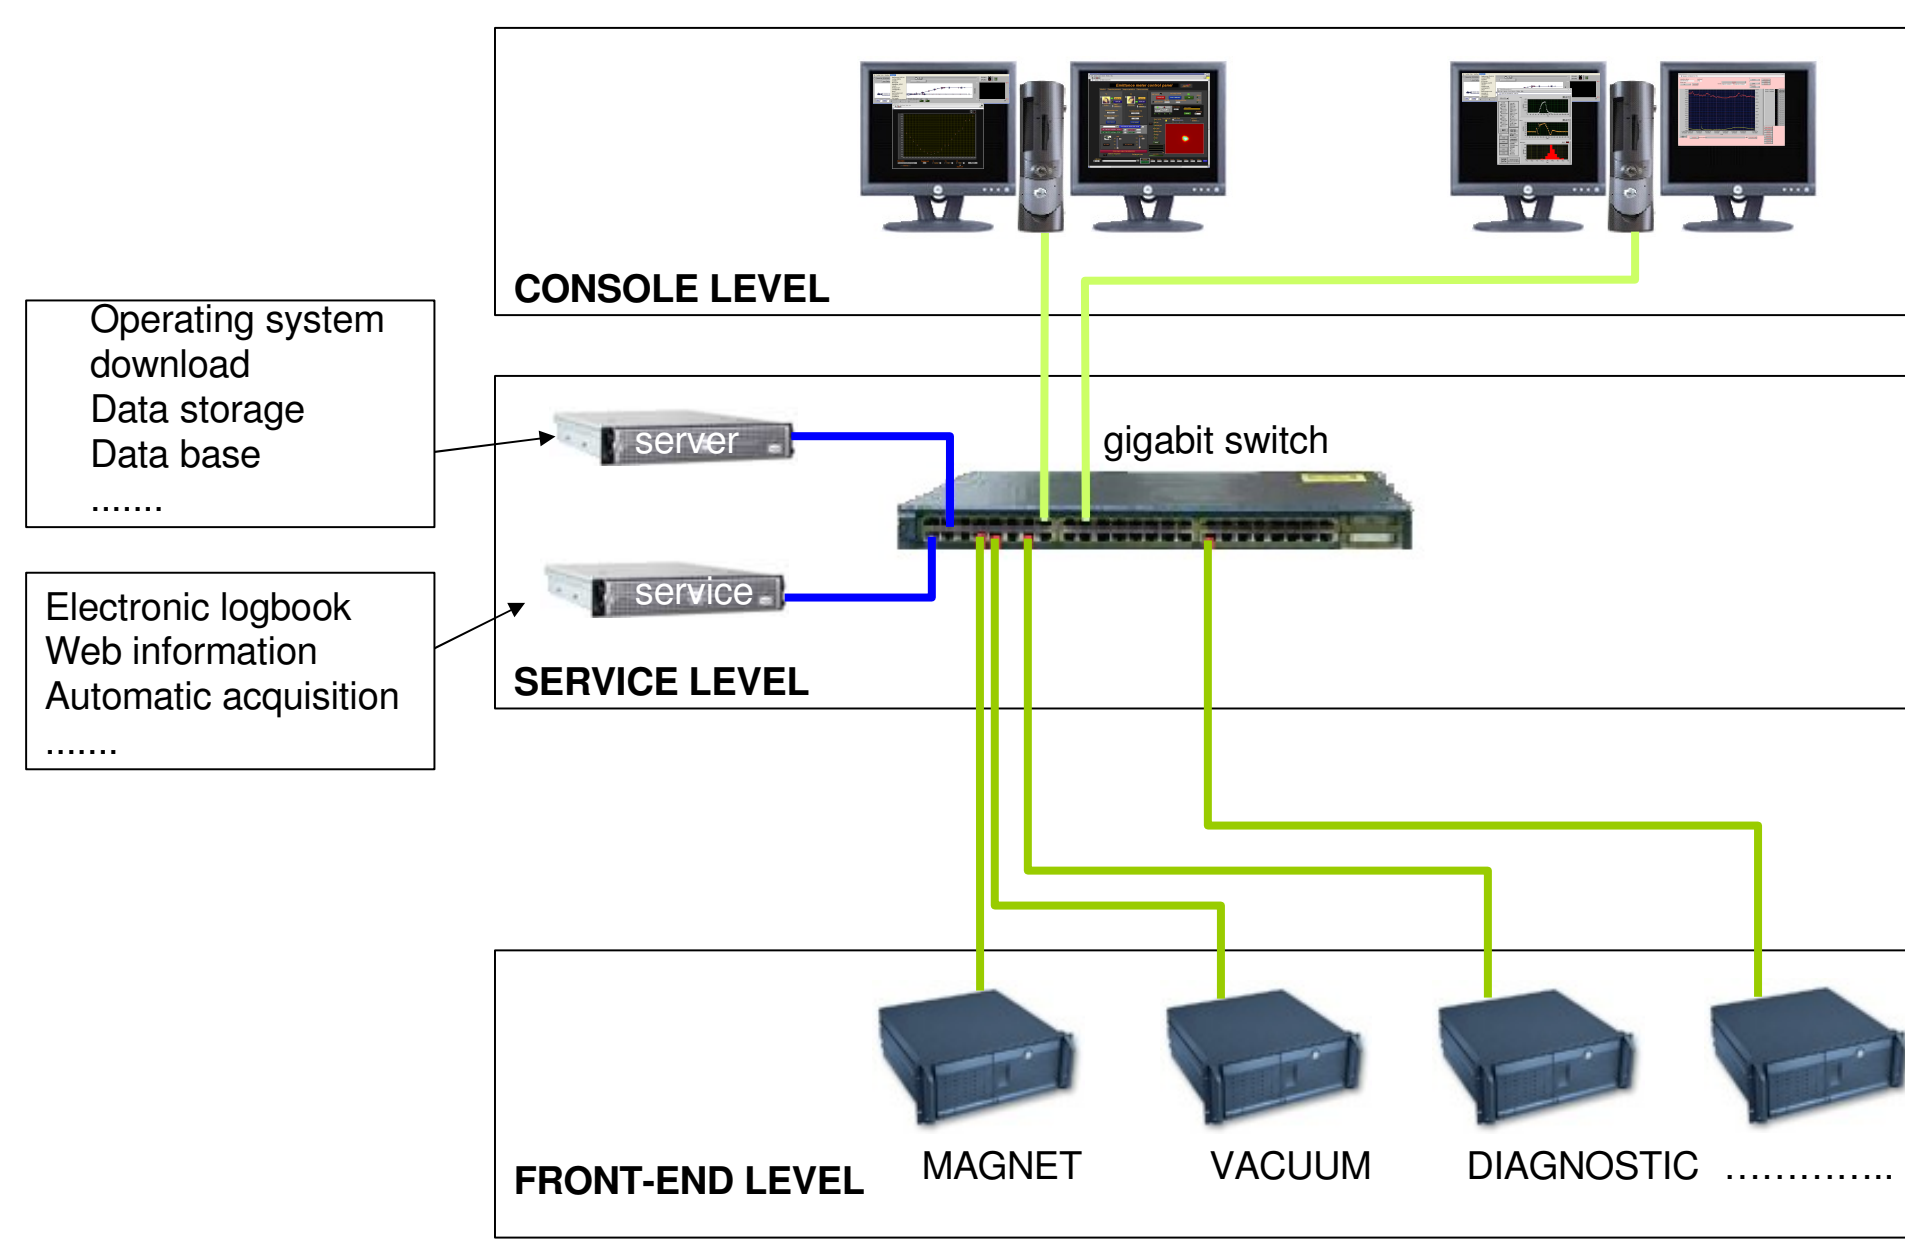 CONSOLE LEVEL
Operating system
download
Data storage
Data base
.......
server
gigabit switch
service
Electronic logbook
Web information
Automatic acquisition
.......
SERVICE LEVEL
MAGNET
VACUUM
DIAGNOSTIC
…………..
FRONT-END LEVEL